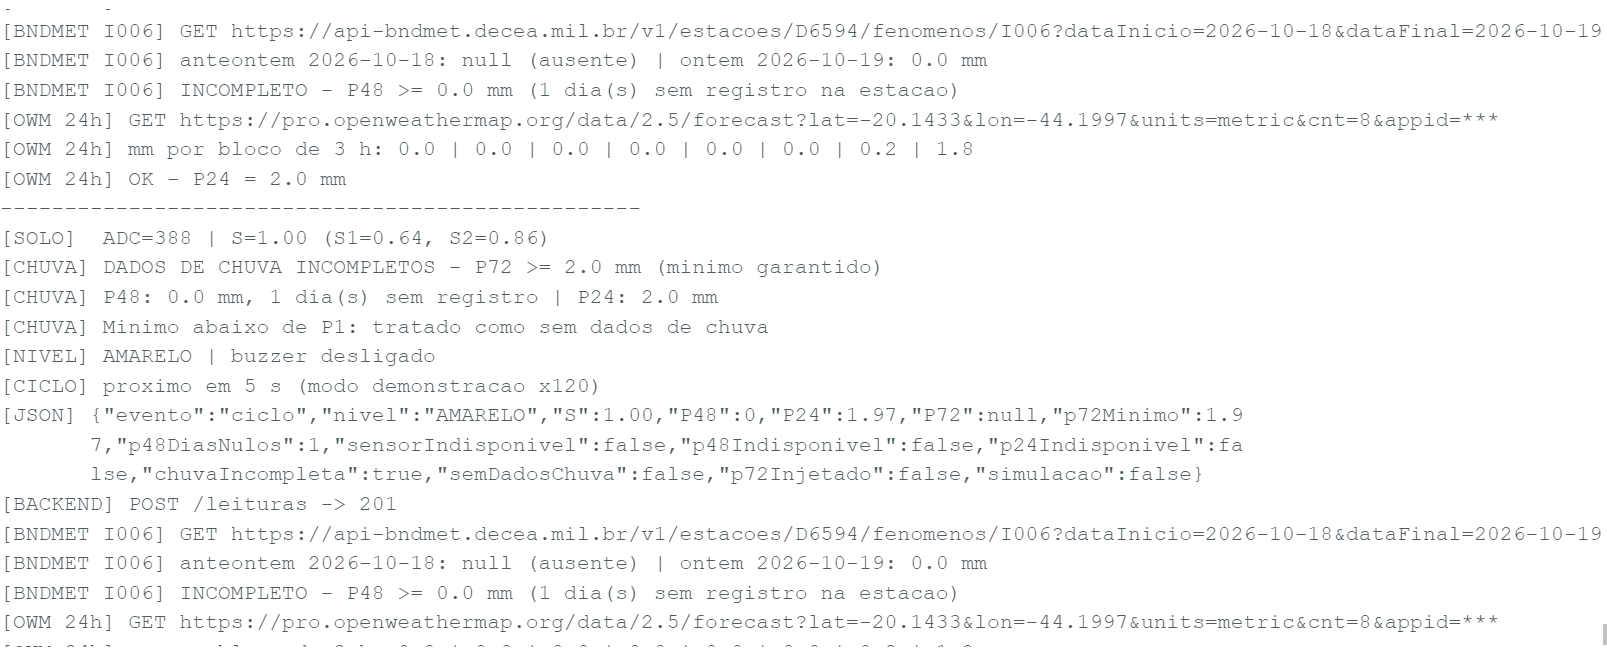 [BNDMET I006] GET https://api-bndmet.decea.mil.br/v1/estacoes/D6594/fenomenos/I006?dataInicio=2026-10-18&dataFinal=2026-10-19
[BNDMET I006] anteontem 2026-10-18: null (ausente) | ontem 2026-10-19: 0.0 mm
[BNDMET I006] INCOMPLETO - P48 >= 0.0 mm (1 dia(s) sem registro na estacao)
[OWM 24h] GET https://pro.openweathermap.org/data/2.5/forecast?lat=-20.1433&lon=-44.1997&units=metric&cnt=8&appid=***
[OWM 24h] mm por bloco de 3 h: 0.0 | 0.0 | 0.0 | 0.0 | 0.0 | 0.0 | 0.2 | 1.8
[OWM 24h] OK - P24 = 2.0 mm
--------------------------------------------------
[SOLO]  ADC=388 | S=1.00 (S1=0.64, S2=0.86)
[CHUVA] DADOS DE CHUVA INCOMPLETOS - P72 >= 2.0 mm (minimo garantido)
[CHUVA] P48: 0.0 mm, 1 dia(s) sem registro | P24: 2.0 mm
[CHUVA] Minimo abaixo de P1: tratado como sem dados de chuva
[NIVEL] AMARELO | buzzer desligado
[CICLO] proximo em 5 s (modo demonstracao x120)
[JSON] {"evento":"ciclo","nivel":"AMARELO","S":1.00,"P48":0,"P24":1.97,"P72":null,"p72Minimo":1.9
7,"p48DiasNulos":1,"sensorIndisponivel":false,"p48Indisponivel":false,"p24Indisponivel":fa
lse,"chuvaIncompleta":true,"semDadosChuva":false,"p72Injetado":false,"simulacao":false}
[BACKEND] POST /leituras -> 201
[BNDMET I006] GET https://api-bndmet.decea.mil.br/v1/estacoes/D6594/fenomenos/I006?dataInicio=2026-10-18&dataFinal=2026-10-19
[BNDMET I006] anteontem 2026-10-18: null (ausente) | ontem 2026-10-19: 0.0 mm
[BNDMET I006] INCOMPLETO - P48 >= 0.0 mm (1 dia(s) sem registro na estacao)
[OWM 24h] GET https://pro.openweathermap.org/data/2.5/forecast?lat=-20.1433&lon=-44.1997&units=metric&cnt=8&appid=***